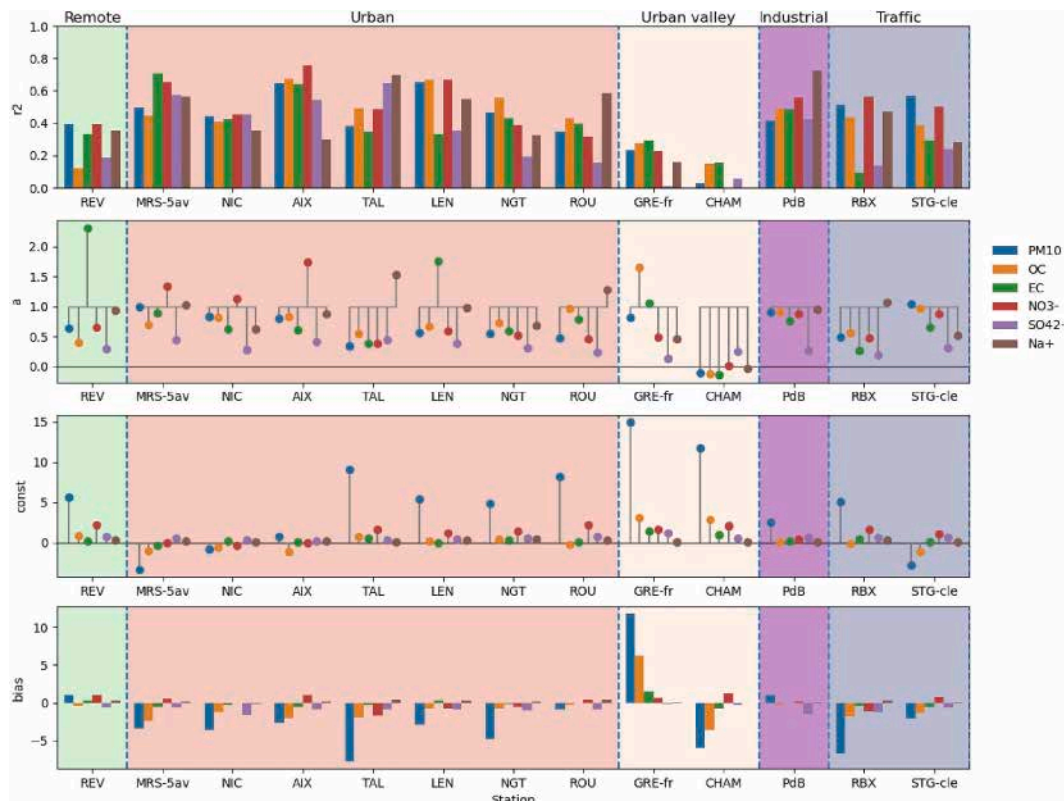 Remote Urban Urban valley Industrial Traffic
1.0
0.8
0.6
0.4
0.2
0.0
r2
REV MRS-5av NIC AIX TAL LEN NGT ROU GRE-fr CHAM PdB RBX STG-cle
2.0
1.5
1.0
0.5
0.0
a
REV MRS-5av NIC AIX TAL LEN NGT ROU GRE-fr CHAM PdB RBX STG-cle
PM10
OC
EC
NO3-
SO42-
Na+
15
10
5
0
const
REV MRS-5av NIC AIX TAL LEN NGT ROU GRE-fr CHAM PdB RBX STG-cle
10
5
0
−5
bias
REV MRS-5av NIC AIX TAL LEN NGT ROU GRE-fr CHAM PdB RBX STG-cle
Station